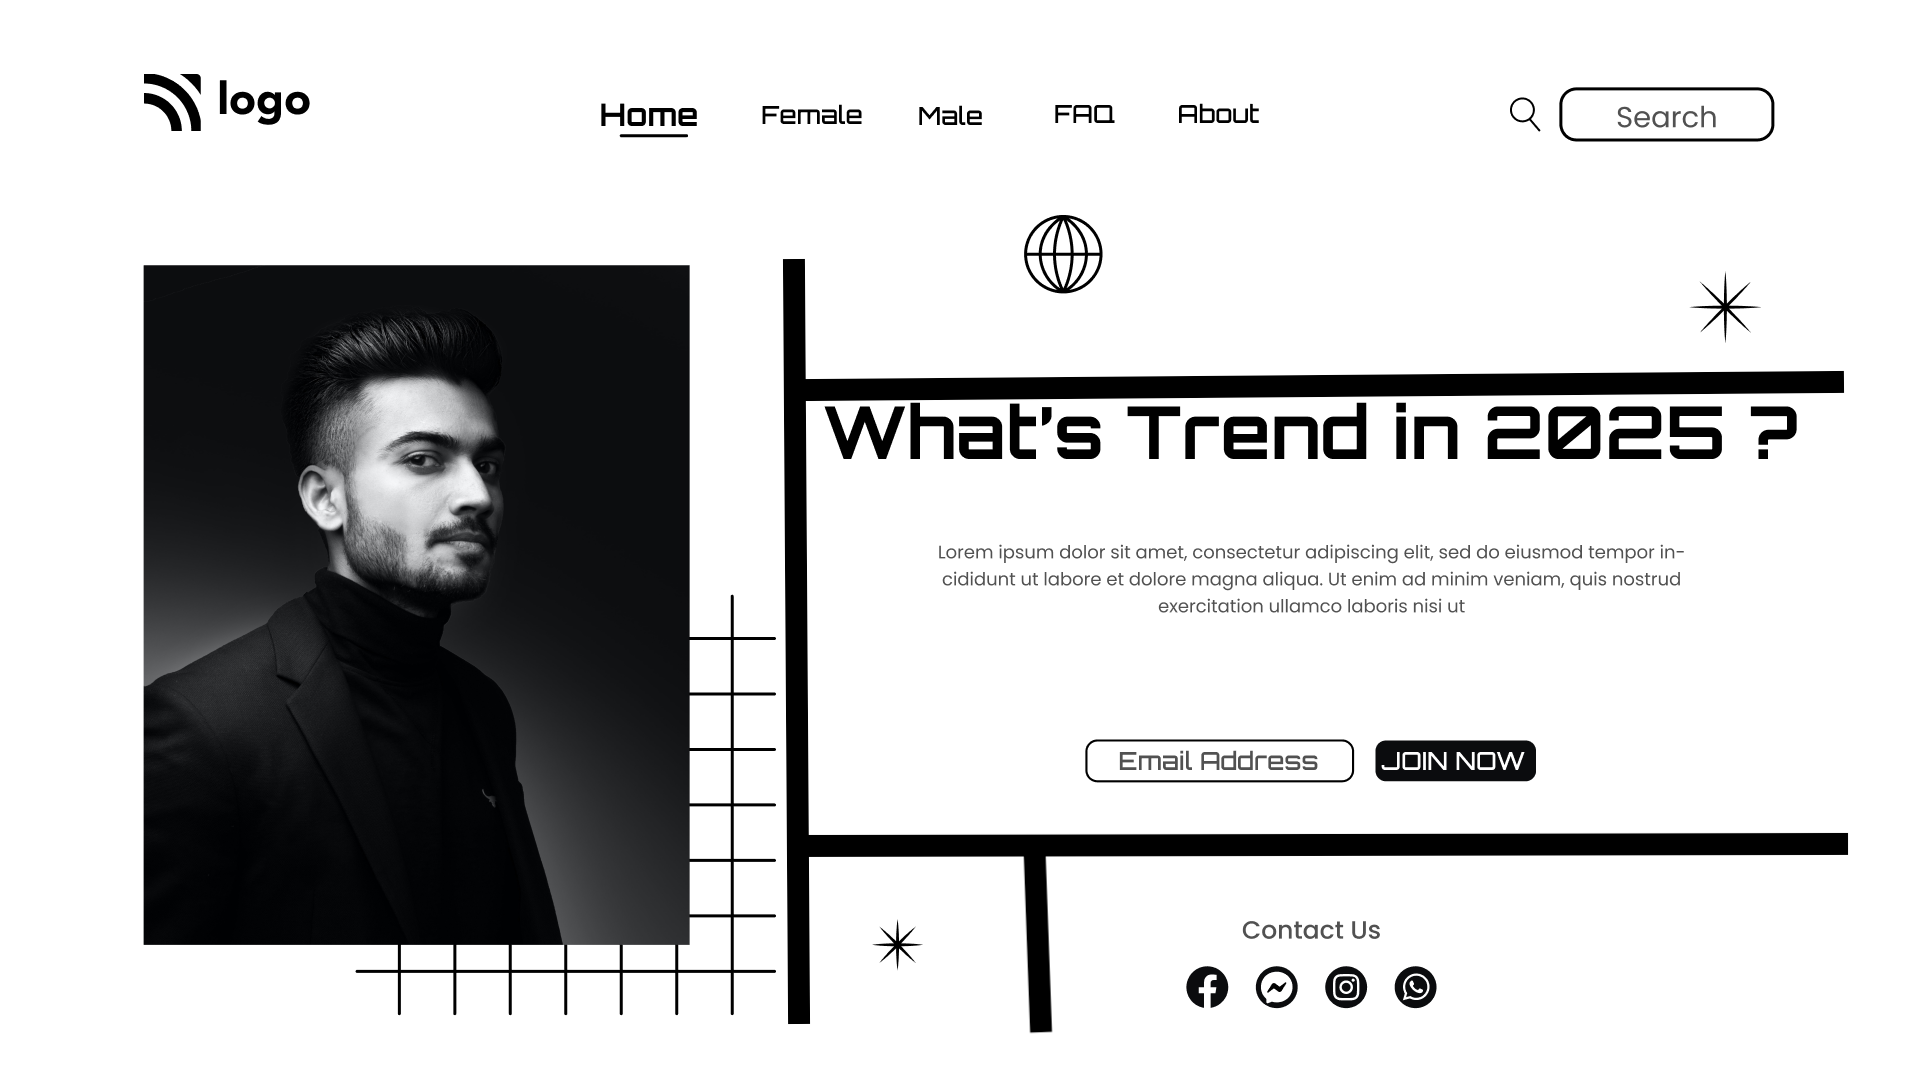 logo
Home
Female
Male
FAQ
About
Search
What's Trend in 2025 ?
Lorem ipsum dolor sit amet, consectetur adipiscing elit, sed do eiusmod tempor in-
cididunt ut labore et dolore magna aliqua. Ut enim ad minim veniam, quis nostrud
exercitation ullamco laboris nisi ut
Email Address
JOIN NOW
Contact Us